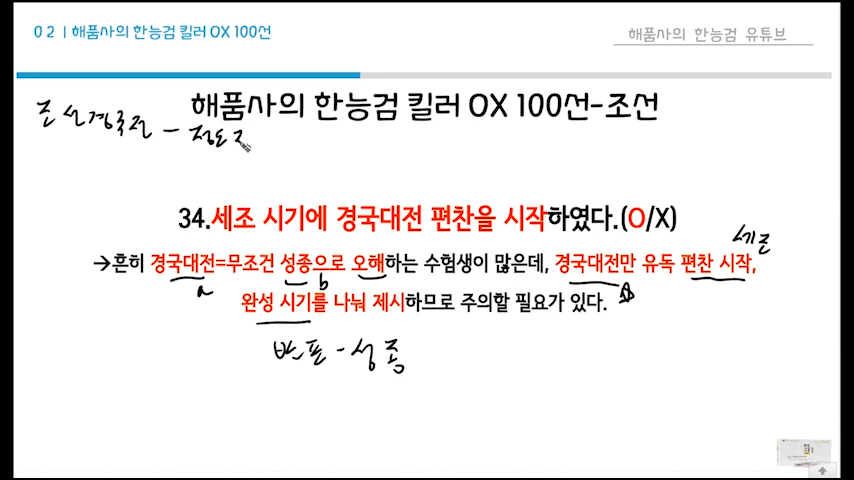 02 | 해품사의 한능검 킬러 OX 100선
해품사의 한능검 유튜브
해품사의 한능검 킬러 OX 100선-조선
조선경국전 - 정도전
34.세조 시기에 경국대전 편찬을 시작하였다.(O/X)
세조
→흔히 경국대전=무조건 성종으로 오해하는 수험생이 많은데, 경국대전만 유독 편찬 시작,
a b
완성 시기를 나눠 제시하므로 주의할 필요가 있다.
반포 - 성종